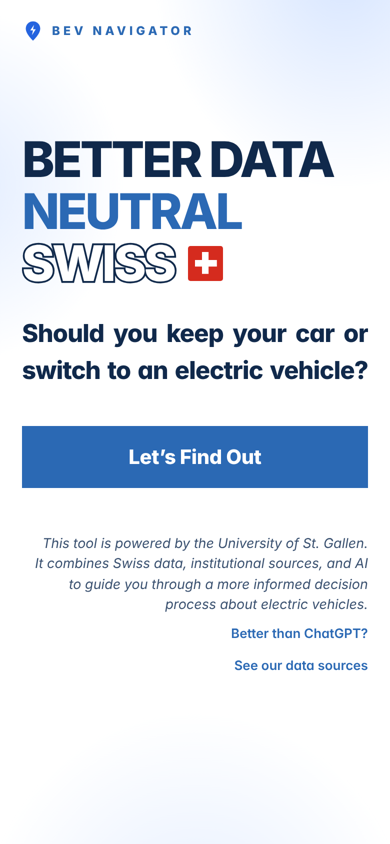 BEV NAVIGATOR
BETTER DATA
NEUTRAL
SWISS
Should you keep your car or
switch to an electric vehicle?
Let’s Find Out
This tool is powered by the University of St. Gallen.
It combines Swiss data, institutional sources, and AI
to guide you through a more informed decision
process about electric vehicles.
Better than ChatGPT?
See our data sources